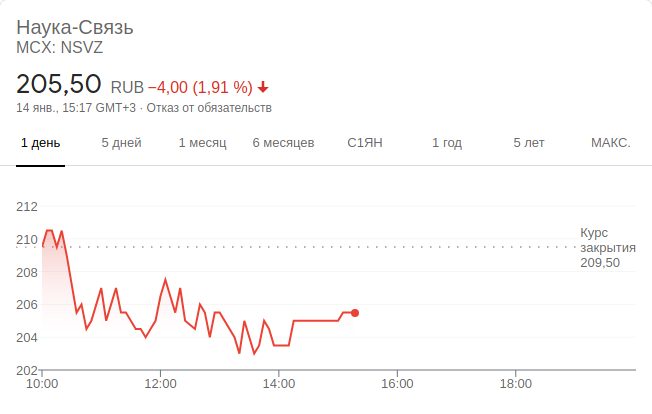 Наука-Связь
MCX: NSVZ
205,50 RUB −4,00 (1,91 %)
14 янв., 15:17 GMT+3 · Отказ от обязательств
1 день 5 дней 1 месяц 6 месяцев С1ЯН 1 год 5 лет МАКС.
212
210
208
206
204
202
Курс
закрытия
209,50
10:00 12:00 14:00 16:00 18:00